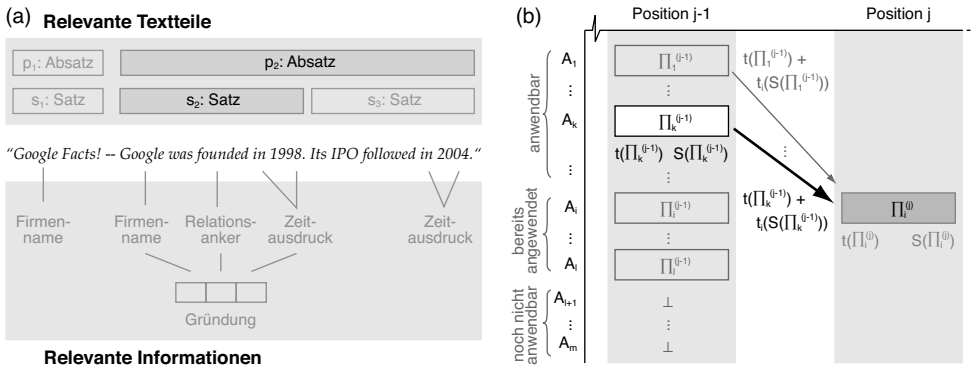 (a)
Relevante Textteile
p₁: Absatz
p₂: Absatz
s₁: Satz
s₂: Satz
s₃: Satz
“Google Facts! -- Google was founded in 1998. Its IPO followed in 2004.“
Firmen-
name
Firmen-
name
Relations-
anker
Zeit-
ausdruck
Zeit-
ausdruck
Gründung
Relevante Informationen
(b)
Position j-1
Position j
anwendbar
A₁
⋮
Aₖ
⋮
bereits
angewendet
Aᵢ
⋮
Aₗ
noch nicht
anwendbar
Aₗ₊₁
⋮
Aₘ
∏₁⁽ʲ⁻¹⁾
⋮
∏ₖ⁽ʲ⁻¹⁾
t(∏ₖ⁽ʲ⁻¹⁾) S(∏ₖ⁽ʲ⁻¹⁾)
⋮
∏ᵢ⁽ʲ⁻¹⁾
⋮
∏ₗ⁽ʲ⁻¹⁾
⊥
⋮
⊥
t(∏₁⁽ʲ⁻¹⁾) +
tᵢ(S(∏₁⁽ʲ⁻¹⁾))
⋮
t(∏ₖ⁽ʲ⁻¹⁾) +
tᵢ(S(∏ₖ⁽ʲ⁻¹⁾))
∏ᵢ⁽ʲ⁾
t(∏ᵢ⁽ʲ⁾) S(∏ᵢ⁽ʲ⁾)